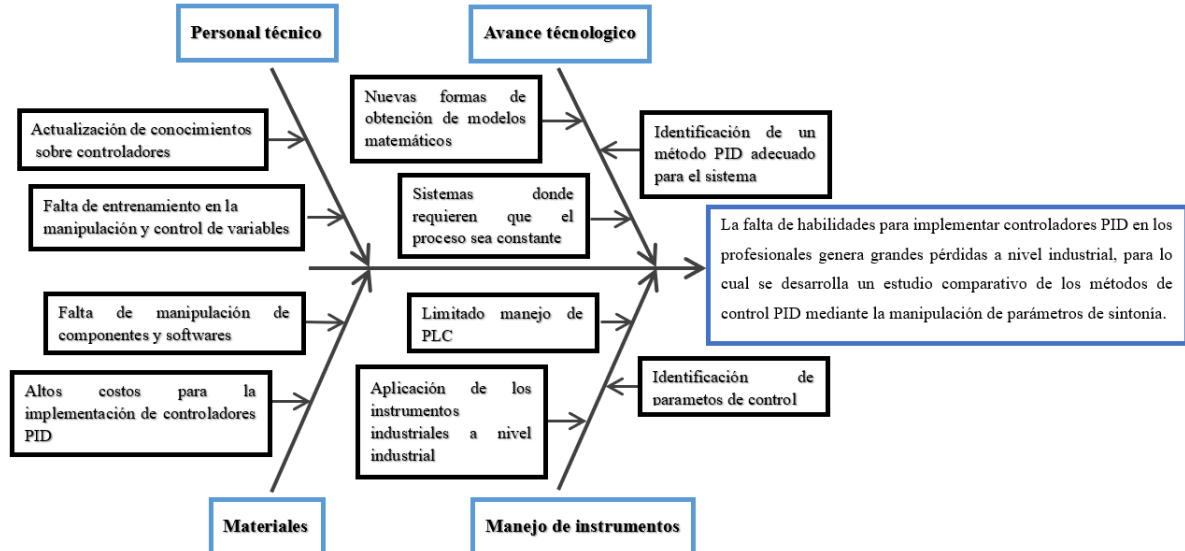 Personal técnico
Avance técnologico
Actualización de conocimientos
sobre controladores
Falta de entrenamiento en la
manipulación y control de variables
Nuevas formas de
obtención de modelos
matemáticos
Identificación de un
método PID adecuado
para el sistema
Sistemas donde
requieren que el
proceso sea constante
La falta de habilidades para implementar controladores PID en los
profesionales genera grandes pérdidas a nivel industrial, para lo
cual se desarrolla un estudio comparativo de los métodos de
control PID mediante la manipulación de parámetros de sintonía.
Falta de manipulación de
componentes y softwares
Altos costos para la
implementación de controladores
PID
Limitado manejo de
PLC
Aplicación de los
instrumentos
industriales a nivel
industrial
Identificación de
parametos de control
Materiales
Manejo de instrumentos